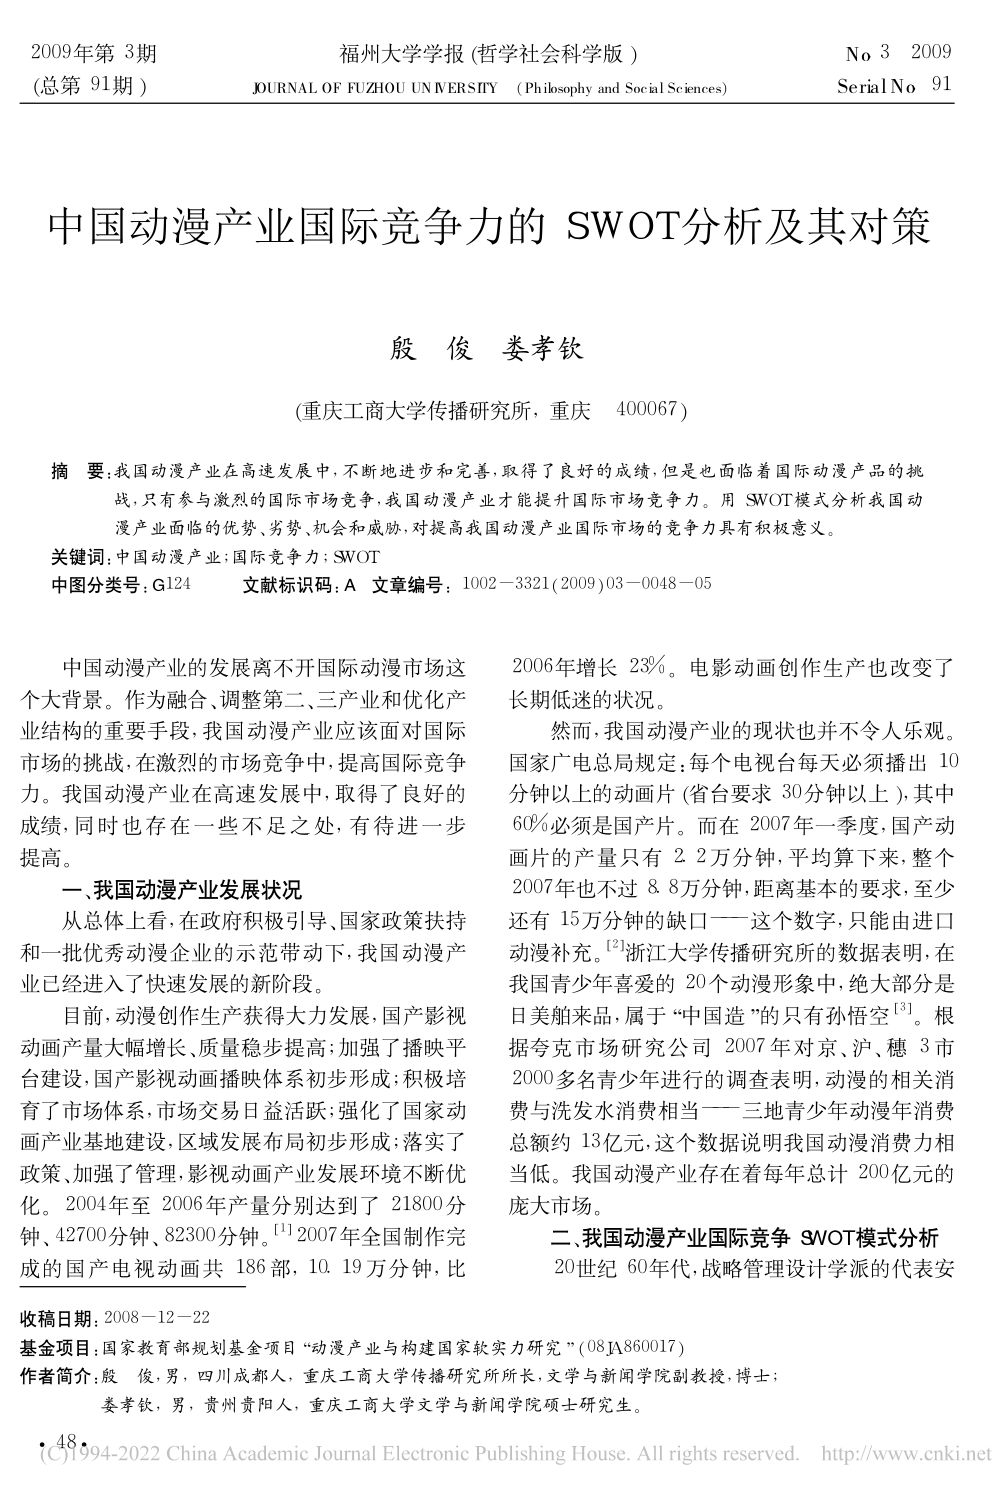 2009年第 3期
(总第 91期 )
福州大学学报 (哲学社会科学版 )
JOURNAL OF FUZHOU UNIVERSITY (Philosophy and Social Sciences)
No 3 2009
Serial No 91
中国动漫产业国际竞争力的 SWOT分析及其对策
殷 俊 娄孝钦
(重庆工商大学传播研究所, 重庆 400067)
摘 要:我国动漫产业在高速发展中,不断地进步和完善,取得了良好的成绩,但是也面临着国际动漫产品的挑
战,只有参与激烈的国际市场竞争,我国动漫产业才能提升国际市场竞争力。用 SWOT模式分析我国动
漫产业面临的优势、劣势、机会和威胁,对提高我国动漫产业国际市场的竞争力具有积极意义。
关键词:中国动漫产业;国际竞争力;SWOT
中图分类号:G124 文献标识码:A 文章编号: 1002-3321(2009)03-0048-05
中国动漫产业的发展离不开国际动漫市场这
个大背景。作为融合、调整第二、三产业和优化产
业结构的重要手段,我国动漫产业应该面对国际
市场的挑战,在激烈的市场竞争中,提高国际竞争
力。我国动漫产业在高速发展中,取得了良好的
成绩,同时也存在一些不足之处,有待进一步
提高。
一、我国动漫产业发展状况
从总体上看,在政府积极引导、国家政策扶持
和一批优秀动漫企业的示范带动下,我国动漫产
业已经进入了快速发展的新阶段。
目前,动漫创作生产获得大力发展,国产影视
动画产量大幅增长、质量稳步提高;加强了播映平
台建设,国产影视动画播映体系初步形成;积极培
育了市场体系,市场交易日益活跃;强化了国家动
画产业基地建设,区域发展布局初步形成;落实了
政策、加强了管理,影视动画产业发展环境不断优
化。2004年至 2006年产量分别达到了 21800分
钟、42700分钟、82300分钟。[1]2007年全国制作完
成的国产电视动画共 186部, 10. 19万分钟,比
2006年增长 23%。电影动画创作生产也改变了
长期低迷的状况。
然而,我国动漫产业的现状也并不令人乐观。
国家广电总局规定:每个电视台每天必须播出 10
分钟以上的动画片 (省台要求 30分钟以上 ),其中
60%必须是国产片。而在 2007年一季度,国产动
画片的产量只有 2. 2万分钟,平均算下来,整个
2007年也不过 8. 8万分钟,距离基本的要求,至少
还有 15万分钟的缺口——这个数字,只能由进口
动漫补充。[2]浙江大学传播研究所的数据表明,在
我国青少年喜爱的 20个动漫形象中,绝大部分是
日美舶来品,属于“中国造”的只有孙悟空[3]。根
据夸克市场研究公司 2007年对京、沪、穗 3市
2000多名青少年进行的调查表明,动漫的相关消
费与洗发水消费相当——三地青少年动漫年消费
总额约 13亿元,这个数据说明我国动漫消费力相
当低。我国动漫产业存在着每年总计 200亿元的
庞大市场。
二、我国动漫产业国际竞争 SWOT模式分析
20世纪 60年代,战略管理设计学派的代表安
收稿日期: 2008-12-22
基金项目:国家教育部规划基金项目“动漫产业与构建国家软实力研究”(08JA860017)
作者简介:殷 俊,男, 四川成都人, 重庆工商大学传播研究所所长,文学与新闻学院副教授,博士;
娄孝钦, 男, 贵州贵阳人, 重庆工商大学文学与新闻学院硕士研究生。
· 48·
(C)1994-2022 China Academic Journal Electronic Publishing House. All rights reserved. http://www.cnki.net